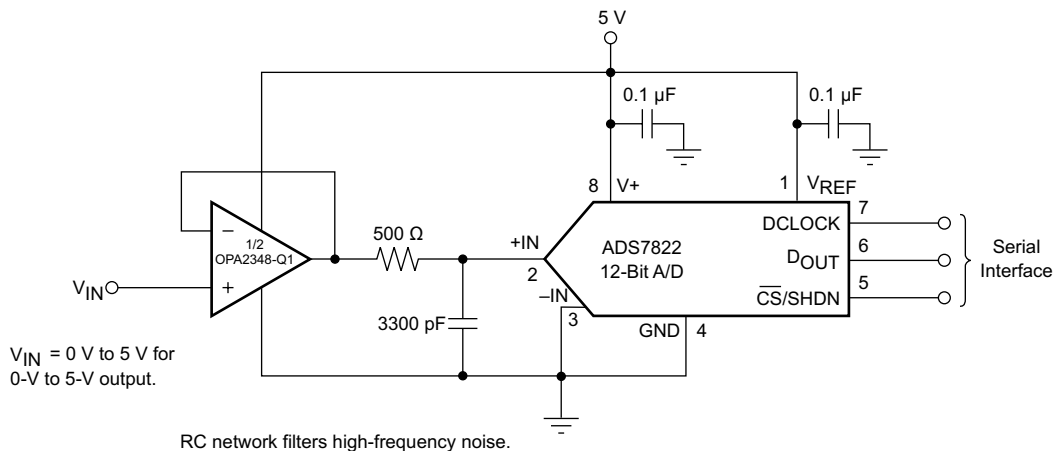 5 V
0.1 µF
0.1 µF
8
V+
1
VREF
7
DCLOCK
–
1/2
OPA2348-Q1
+
500 Ω
+IN
2
ADS7822
12-Bit A/D
DOUT
6
Serial
Interface
CS/SHDN
5
VIN
3300 pF
–IN
3
GND
4
VIN = 0 V to 5 V for
0-V to 5-V output.
RC network filters high-frequency noise.